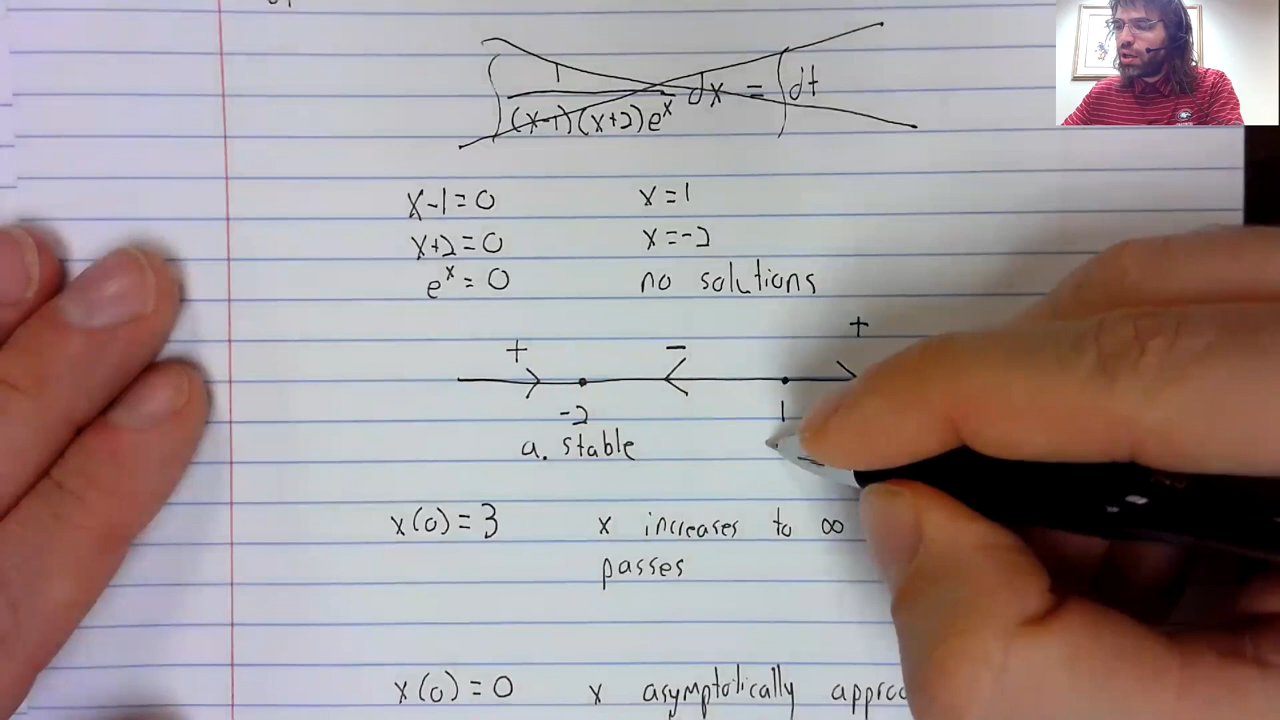 ∫ 1/((x-1)(x+2)e^x) dx = ∫ dt
x-1=0 x=1
x+2=0 x=-2
e^x=0 no solutions
+ - +
-2 1
a. stable
x(0)=3 x increases to ∞
passes
x(0)=0 x asymptotically